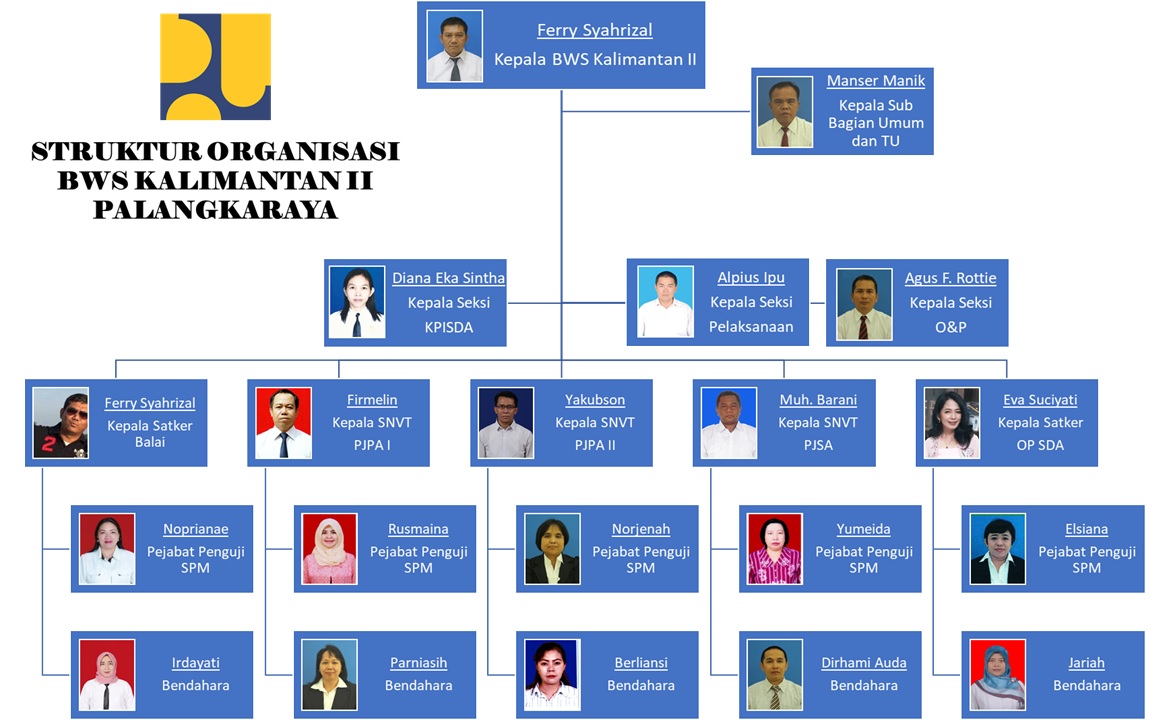 Ferry Syahrizal
Kepala BWS Kalimantan II
Manser Manik
Kepala Sub
Bagian Umum
dan TU
STRUKTUR ORGANISASI
BWS KALIMANTAN II
PALANGKARAYA
Diana Eka Sintha
Kepala Seksi
KPISDA
Alpius Ipu
Kepala Seksi
Pelaksanaan
Agus F. Rottie
Kepala Seksi
O&P
Ferry Syahrizal
Kepala Satker
Balai
2
Firmelin
Kepala SNVT
PJPA I
Yakubson
Kepala SNVT
PJPA II
Muh. Barani
Kepala SNVT
PJSA
Eva Suciyati
Kepala Satker
OP SDA
Noprianae
Pejabat Penguji
SPM
Rusmaina
Pejabat Penguji
SPM
Norjenah
Pejabat Penguji
SPM
Yumeida
Pejabat Penguji
SPM
Elsiana
Pejabat Penguji
SPM
Irdayati
Bendahara
Parniasih
Bendahara
Berliansi
Bendahara
Dirhami Auda
Bendahara
Jariah
Bendahara